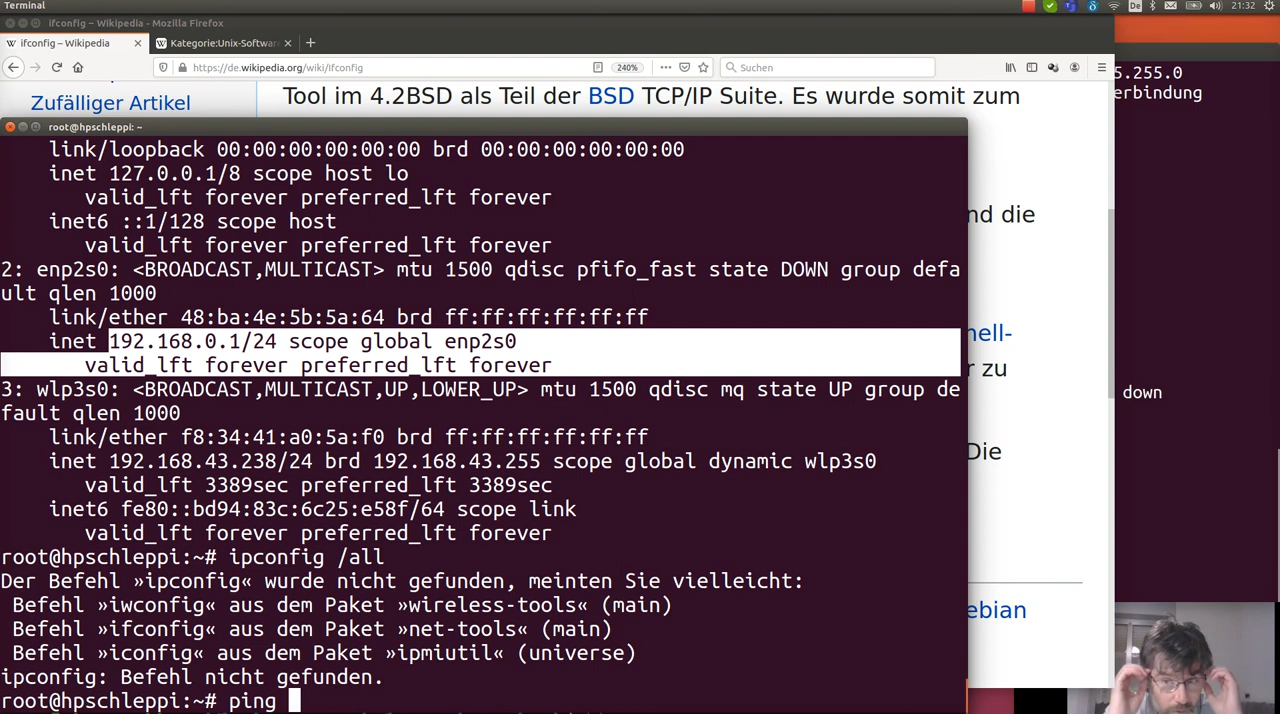 Terminal
De
21:32
ifconfig – Wikipedia - Mozilla Firefox
ifconfig – Wikipedia
Kategorie:Unix-Softwar
https://de.wikipedia.org/wiki/Ifconfig
240%
Suchen
5.255.0
erbindung
Zufälliger Artikel
Tool im 4.2BSD als Teil der BSD TCP/IP Suite. Es wurde somit zum
root@hpschleppi: ~
link/loopback 00:00:00:00:00:00 brd 00:00:00:00:00:00
inet 127.0.0.1/8 scope host lo
valid_lft forever preferred_lft forever
inet6 ::1/128 scope host
valid_lft forever preferred_lft forever
2: enp2s0: <BROADCAST,MULTICAST> mtu 1500 qdisc pfifo_fast state DOWN group defa
ult qlen 1000
link/ether 48:ba:4e:5b:5a:64 brd ff:ff:ff:ff:ff:ff
inet 192.168.0.1/24 scope global enp2s0
valid_lft forever preferred_lft forever
3: wlp3s0: <BROADCAST,MULTICAST,UP,LOWER_UP> mtu 1500 qdisc mq state UP group de
fault qlen 1000
link/ether f8:34:41:a0:5a:f0 brd ff:ff:ff:ff:ff:ff
inet 192.168.43.238/24 brd 192.168.43.255 scope global dynamic wlp3s0
valid_lft 3389sec preferred_lft 3389sec
inet6 fe80::bd94:83c:6c25:e58f/64 scope link
valid_lft forever preferred_lft forever
root@hpschleppi:~# ipconfig /all
Der Befehl »ipconfig« wurde nicht gefunden, meinten Sie vielleicht:
Befehl »iwconfig« aus dem Paket »wireless-tools« (main)
Befehl »ifconfig« aus dem Paket »net-tools« (main)
Befehl »iconfig« aus dem Paket »ipmiutil« (universe)
ipconfig: Befehl nicht gefunden.
root@hpschleppi:~# ping
nd die
hell-
r zu
down
Die
ebian